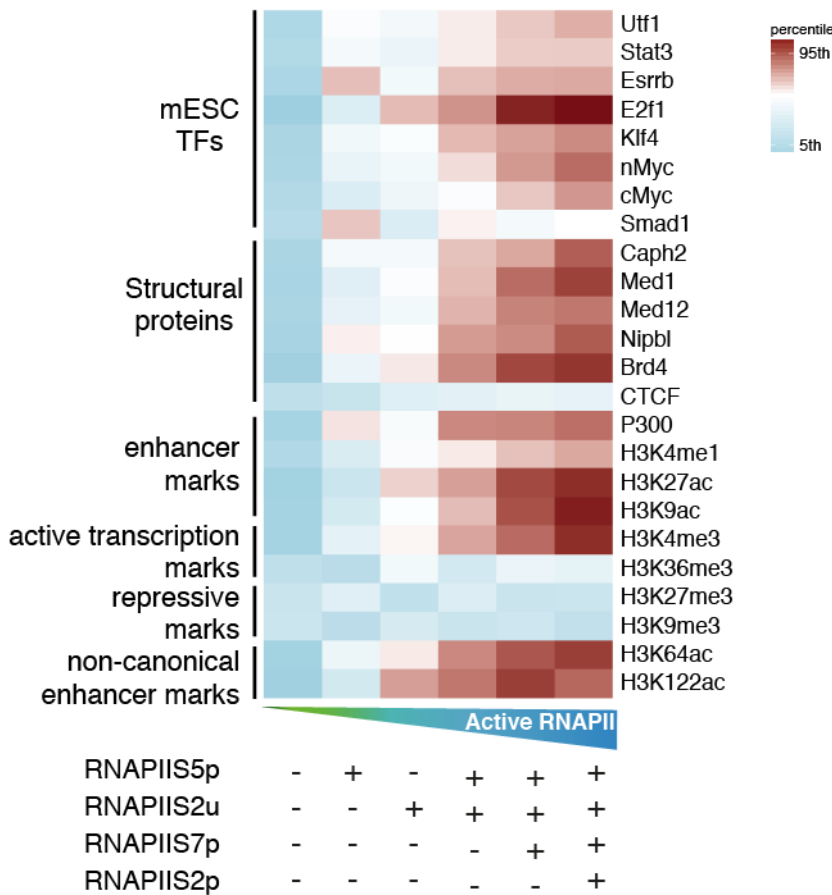 percentile
95th
5th
mESC
TFs
Utf1
Stat3
Esrrb
E2f1
Klf4
nMyc
cMyc
Smad1
Structural
proteins
Caph2
Med1
Med12
Nipbl
Brd4
CTCF
enhancer
marks
P300
H3K4me1
H3K27ac
H3K9ac
active transcription
marks
H3K4me3
H3K36me3
repressive
marks
H3K27me3
H3K9me3
non-canonical
enhancer marks
H3K64ac
H3K122ac
Active RNAPII
RNAPIIS5p - + - + + +
RNAPIIS2u - - + + + +
RNAPIIS7p - - - - + +
RNAPIIS2p - - - - - +